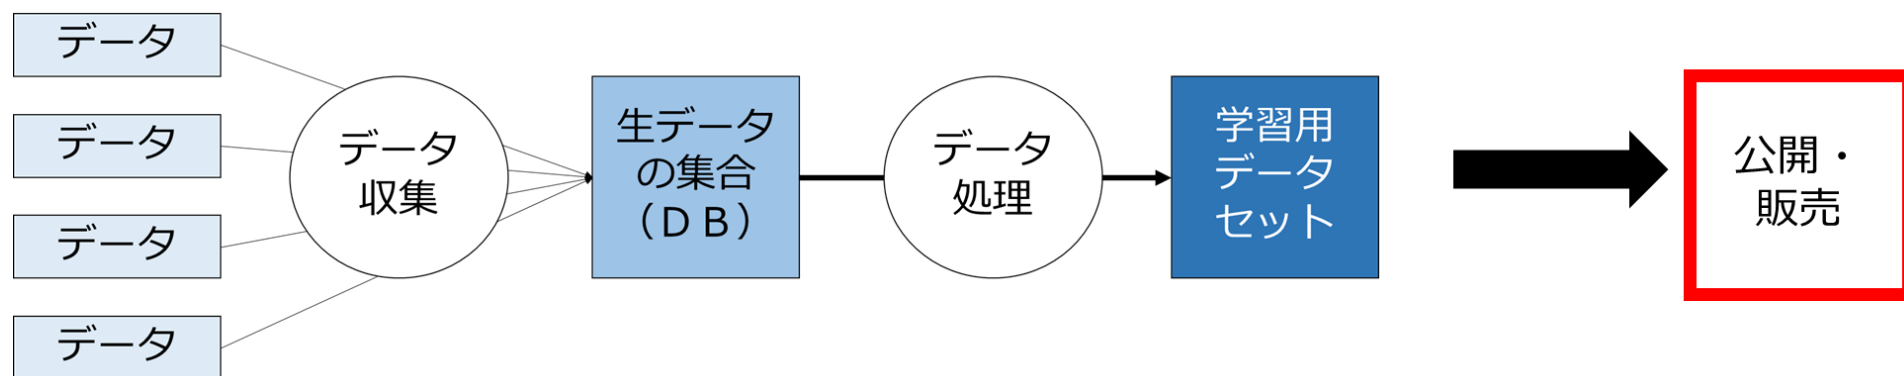 データ
データ
データ
データ
データ
収集
生データ
の集合
（ＤＢ）
データ
処理
学習用
データ
セット
公開・
販売